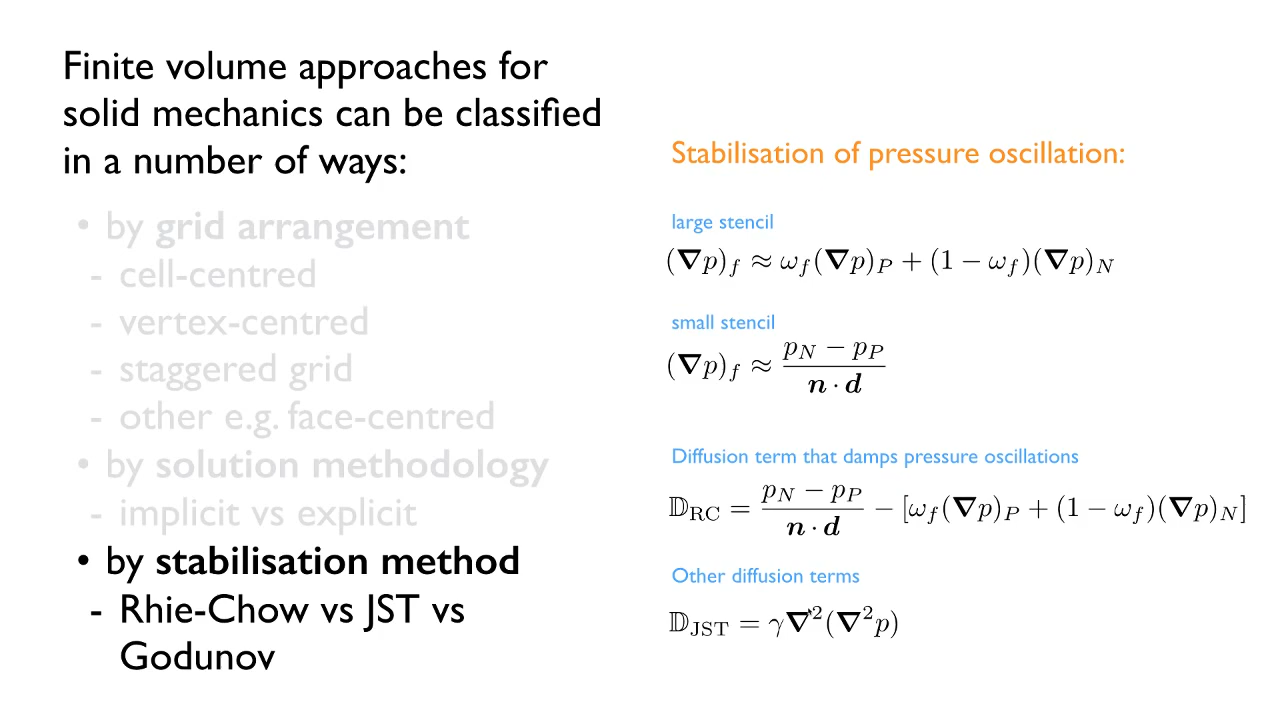 Finite volume approaches for
solid mechanics can be classified
in a number of ways:
• by grid arrangement
- cell-centred
- vertex-centred
- staggered grid
- other e.g. face-centred
• by solution methodology
- implicit vs explicit
• by stabilisation method
- Rhie-Chow vs JST vs
Godunov
Stabilisation of pressure oscillation:
large stencil
(∇p)_f ≈ ω_f(∇p)_P + (1 − ω_f)(∇p)_N
small stencil
(∇p)_f ≈ (p_N − p_P) / (n · d)
Diffusion term that damps pressure oscillations
𝔻_RC = (p_N − p_P) / (n · d) − [ω_f(∇p)_P + (1 − ω_f)(∇p)_N]
Other diffusion terms
𝔻_JST = γ∇²(∇²p)